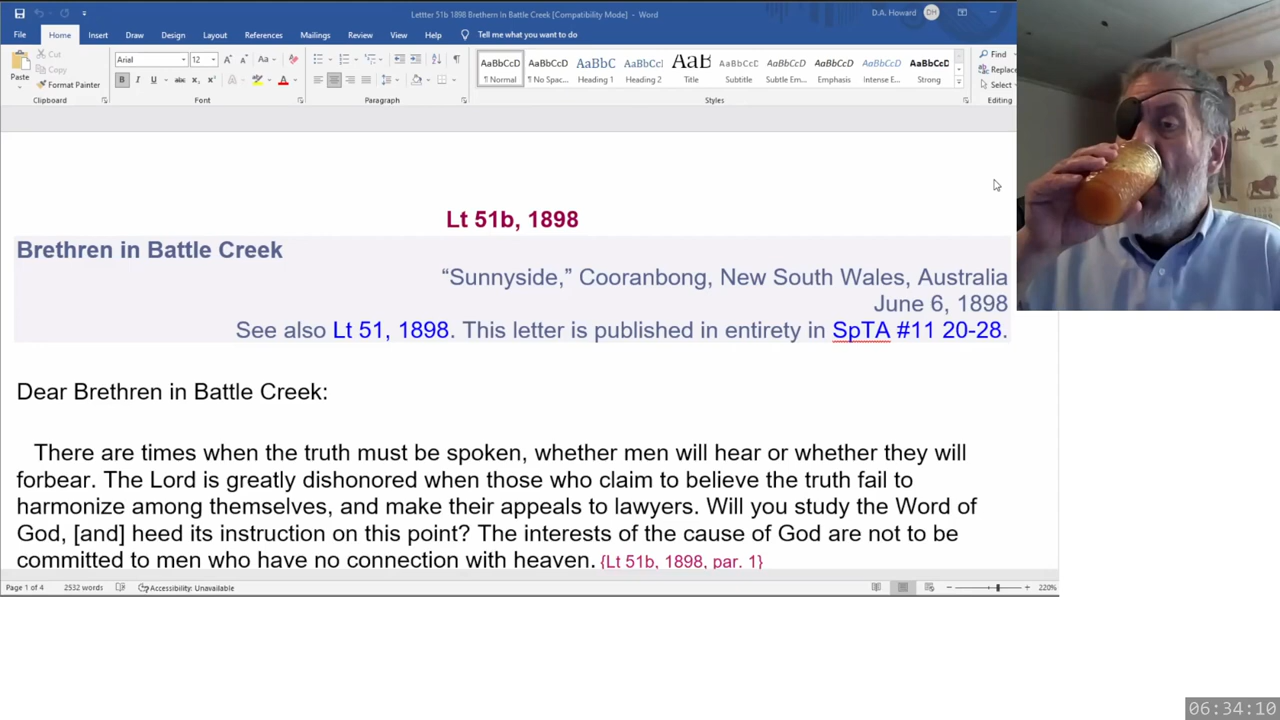 Lettter 51b 1898 Brethern In Battle Creek [Compatibility Mode] - Word
D.A. Howard
DH
File Home Insert Draw Design Layout References Mailings Review View Help Tell me what you want to do
Paste
Cut
Copy
Format Painter
Clipboard
Arial 12
Font
Paragraph
AaBbCcD AaBbCcD AaBbC AaBbCc AaB AaBbCcD AaBbCcD AaBbCcD AaBbCcD AaBbCcD
¶ Normal ¶ No Spac... Heading 1 Heading 2 Title Subtitle Subtle Em... Emphasis Intense E... Strong
Styles
Find
Replace
Select
Editing
Lt 51b, 1898
Brethren in Battle Creek
“Sunnyside,” Cooranbong, New South Wales, Australia
June 6, 1898
See also Lt 51, 1898. This letter is published in entirety in SpTA #11 20-28.
Dear Brethren in Battle Creek:
There are times when the truth must be spoken, whether men will hear or whether they will
forbear. The Lord is greatly dishonored when those who claim to believe the truth fail to
harmonize among themselves, and make their appeals to lawyers. Will you study the Word of
God, [and] heed its instruction on this point? The interests of the cause of God are not to be
committed to men who have no connection with heaven. {Lt 51b, 1898, par. 1}
Page 1 of 4 2532 words Accessibility: Unavailable 220%
06:34:10